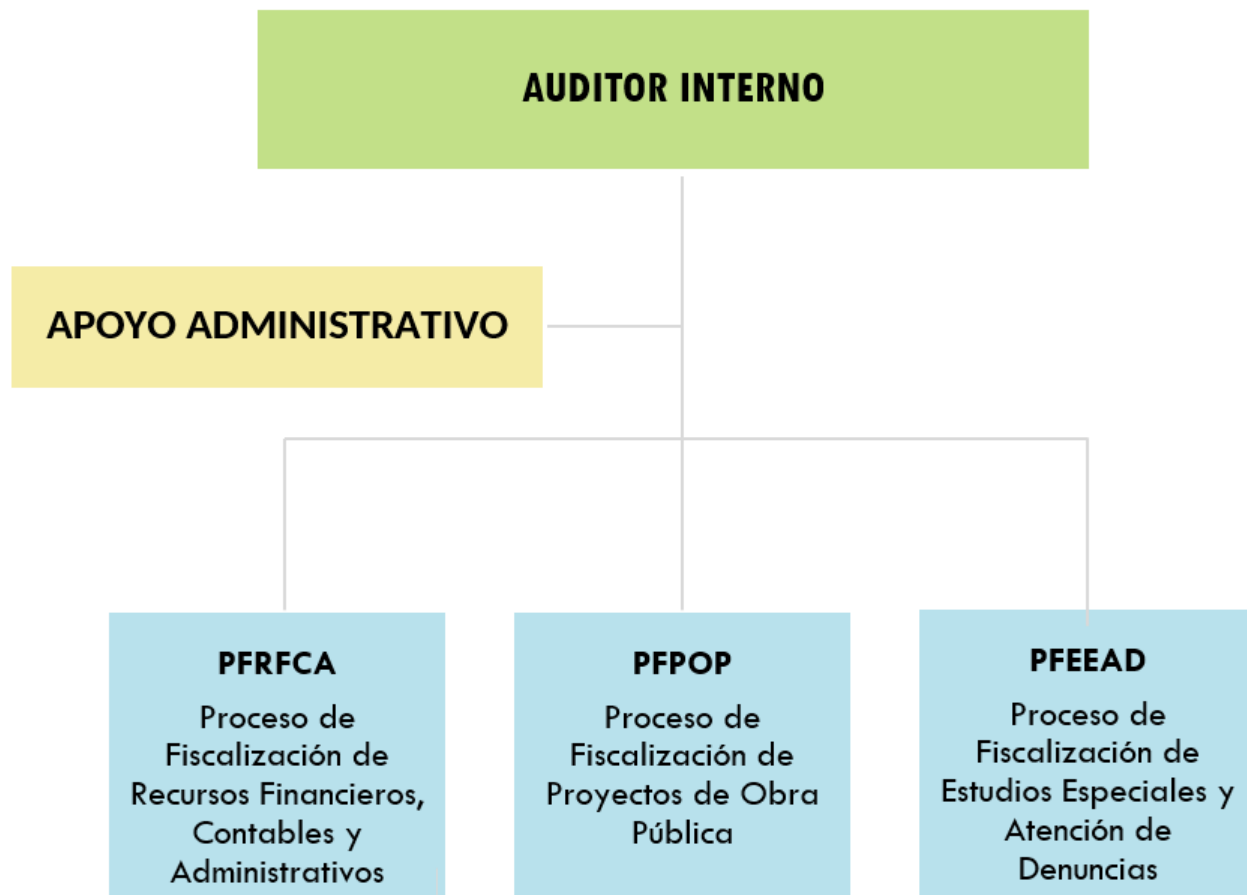 AUDITOR INTERNO
APOYO ADMINISTRATIVO
PFRFCA
Proceso de
Fiscalización de
Recursos Financieros,
Contables y
Administrativos
PFPOP
Proceso de
Fiscalización de
Proyectos de Obra
Pública
PFEEAD
Proceso de
Fiscalización de
Estudios Especiales y
Atención de
Denuncias